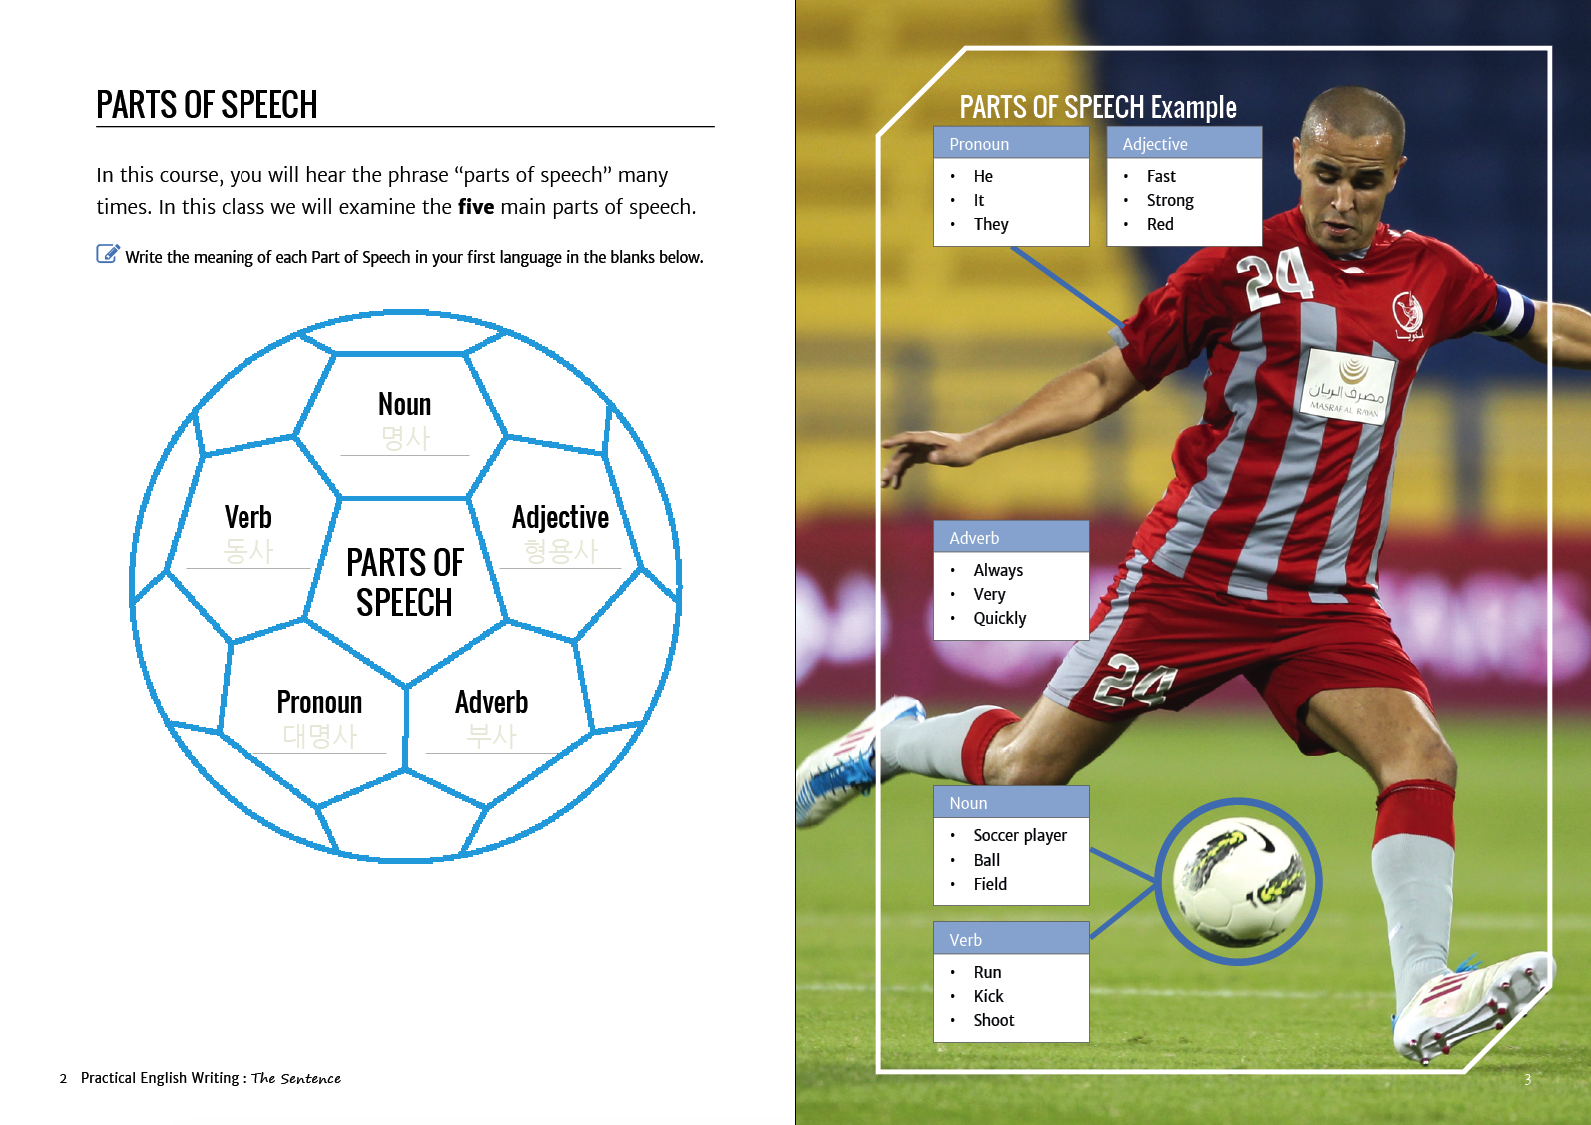 PARTS OF SPEECH
In this course, you will hear the phrase “parts of speech” many
times. In this class we will examine the five main parts of speech.
Write the meaning of each Part of Speech in your first language in the blanks below.
Noun
명사
Verb
동사
Adjective
형용사
PARTS OF
SPEECH
Pronoun
대명사
Adverb
부사
2 Practical English Writing : The Sentence
PARTS OF SPEECH Example
Pronoun
• He
• It
• They
Adjective
• Fast
• Strong
• Red
24
لخويا
مصرف الريان
MASRAF AL RAYAN
Adverb
• Always
• Very
• Quickly
24
Noun
• Soccer player
• Ball
• Field
Verb
• Run
• Kick
• Shoot
3